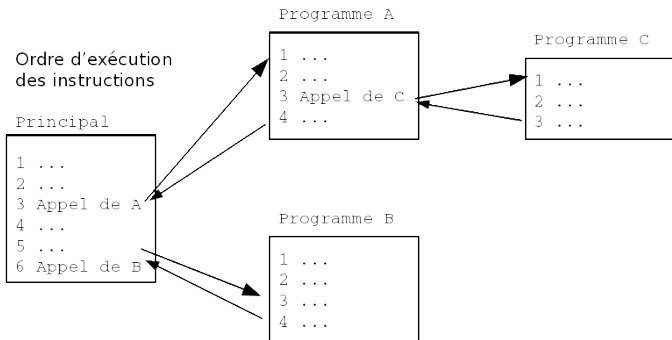 Ordre d'exécution
des instructions
Principal
1 ...
2 ...
3 Appel de A
4 ...
5 ...
6 Appel de B
Programme A
1 ...
2 ...
3 Appel de C
4 ...
Programme C
1 ...
2 ...
3 ...
Programme B
1 ...
2 ...
3 ...
4 ...